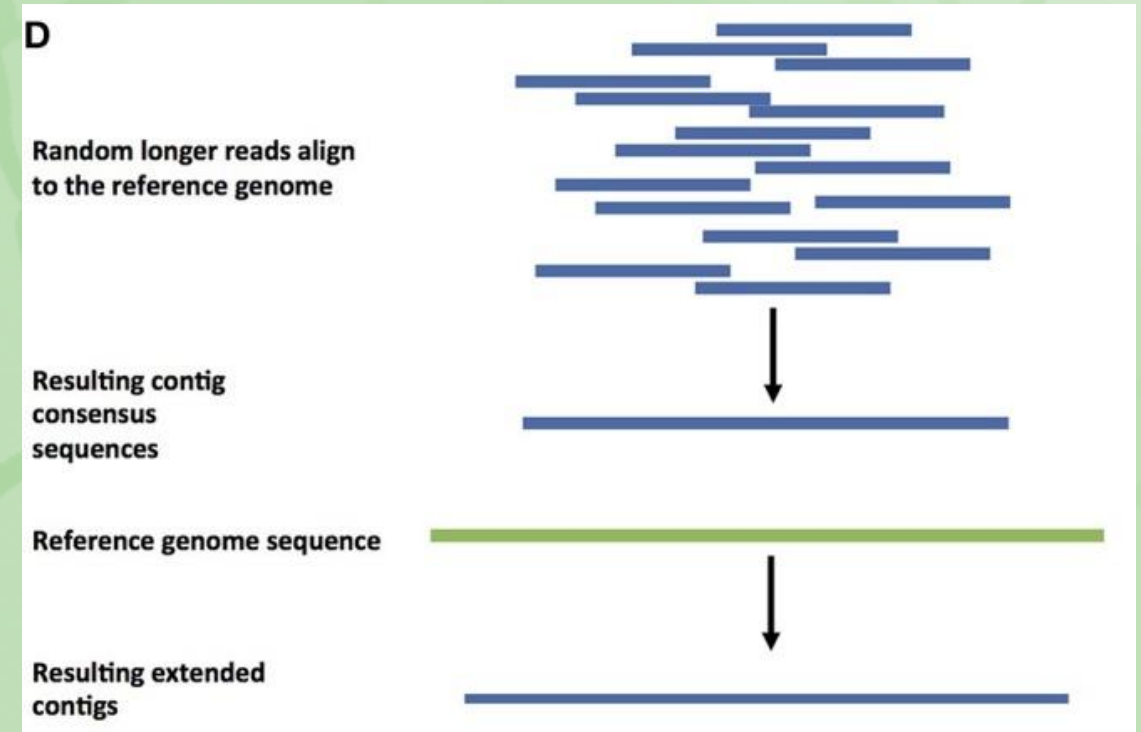 D
Random longer reads align
to the reference genome
Resulting contig
consensus
sequences
Reference genome sequence
Resulting extended
contigs